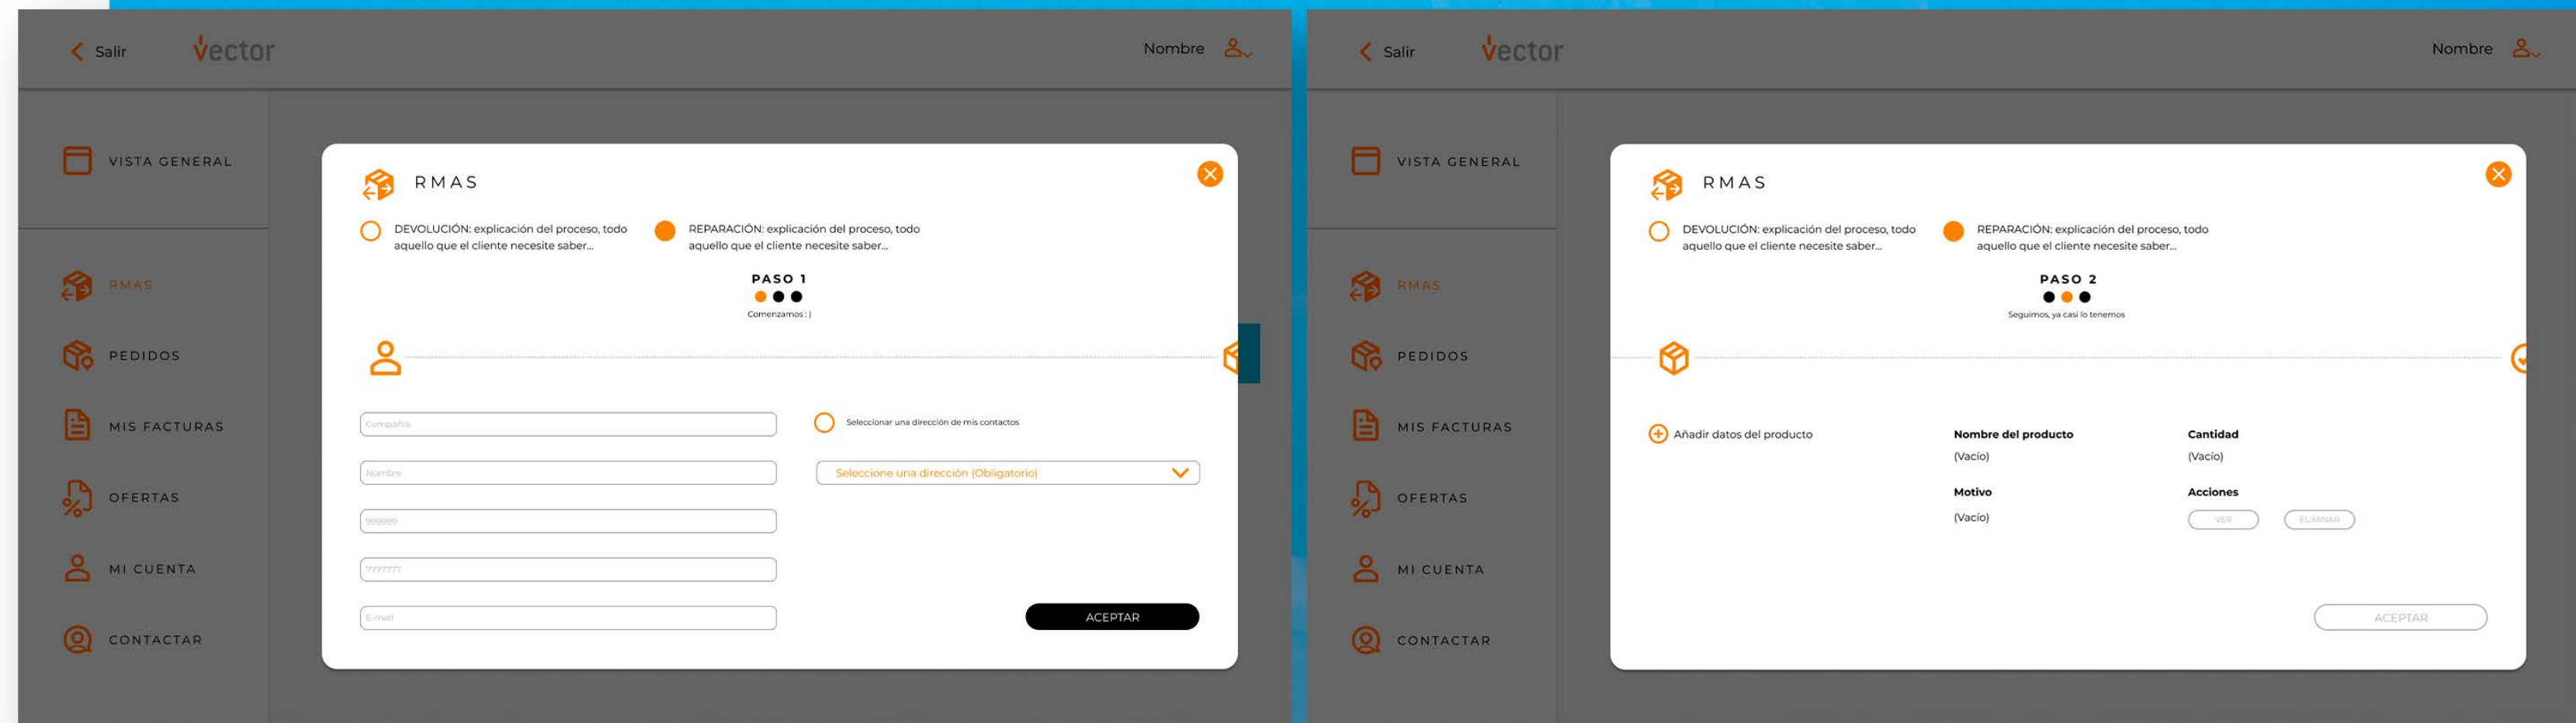 Salir
vector
Nombre
VISTA GENERAL
RMAS
PEDIDOS
MIS FACTURAS
OFERTAS
MI CUENTA
CONTACTAR
RMAS
DEVOLUCIÓN: explicación del proceso, todo
aquello que el cliente necesite saber...
REPARACIÓN: explicación del proceso, todo
aquello que el cliente necesite saber...
PASO 1
Comenzamos : )
Compañía
Nombre
999999
7777777
E-mail
Seleccionar una dirección de mis contactos
Seleccione una dirección (Obligatorio)
ACEPTAR
Salir
vector
Nombre
VISTA GENERAL
RMAS
PEDIDOS
MIS FACTURAS
OFERTAS
MI CUENTA
CONTACTAR
RMAS
DEVOLUCIÓN: explicación del proceso, todo
aquello que el cliente necesite saber...
REPARACIÓN: explicación del proceso, todo
aquello que el cliente necesite saber...
PASO 2
Seguimos, ya casi lo tenemos
Añadir datos del producto
Nombre del producto
(Vacío)
Cantidad
(Vacío)
Motivo
(Vacío)
Acciones
VER
ELIMINAR
ACEPTAR